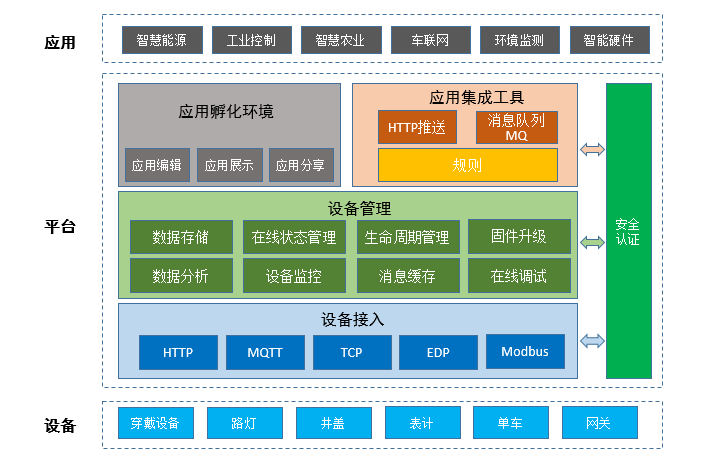 应用
智慧能源
工业控制
智慧农业
车联网
环境监测
智能硬件
平台
应用孵化环境
应用编辑
应用展示
应用分享
应用集成工具
HTTP推送
消息队列
MQ
规则
设备管理
数据存储
在线状态管理
生命周期管理
固件升级
数据分析
设备监控
消息缓存
在线调试
设备接入
HTTP
MQTT
TCP
EDP
Modbus
安全
认证
设备
穿戴设备
路灯
井盖
表计
单车
网关